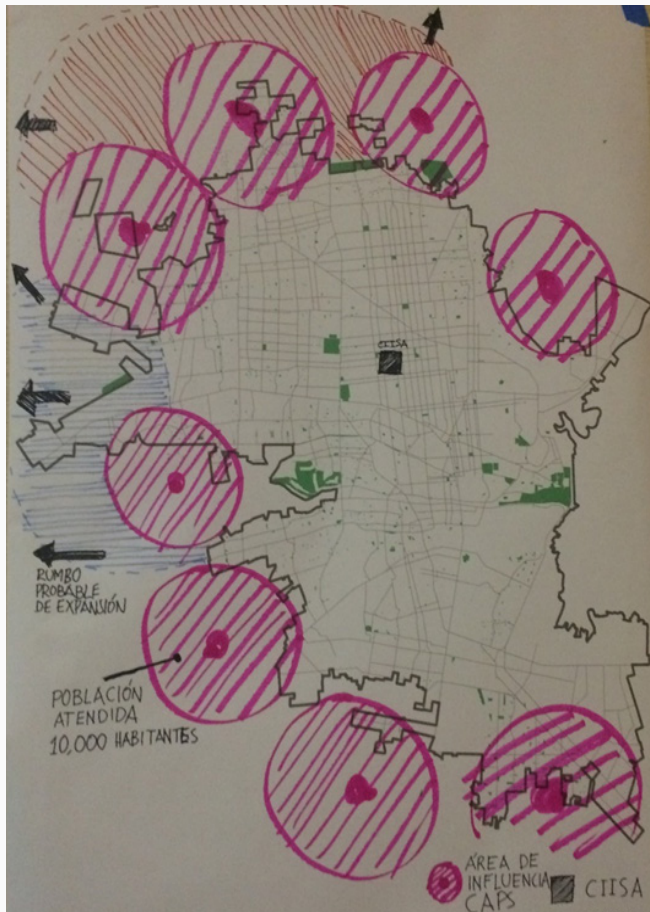 CIISA
RUMBO
PROBABLE
DE EXPANSIÓN
POBLACIÓN
ATENDIDA
10,000 HABITANTES
ÁREA DE
INFLUENCIA
CAPS
CIISA